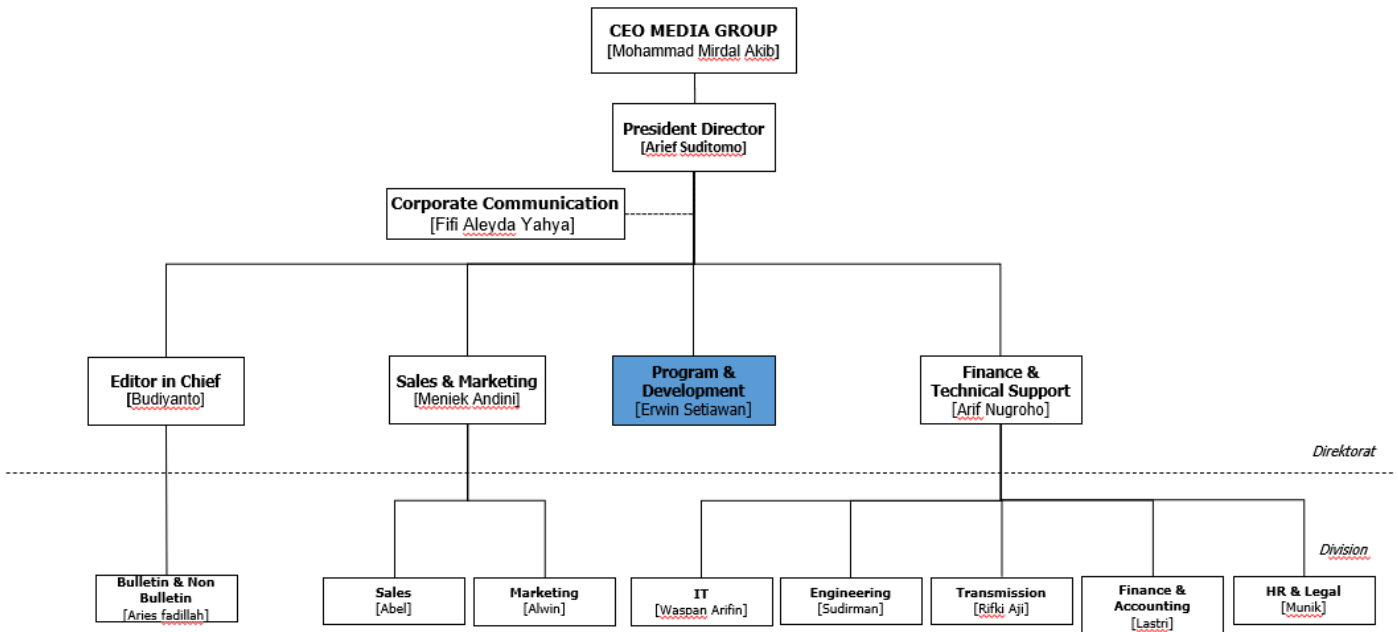 CEO MEDIA GROUP
[Mohammad Mirdal Akib]
President Director
[Arief Suditomo]
Corporate Communication
[Fifi Aleyda Yahya]
Editor in Chief
[Budiyanto]
Sales & Marketing
[Meniek Andini]
Program &
Development
[Erwin Setiawan]
Finance &
Technical Support
[Arif Nugroho]
Direktorat
Division
Bulletin & Non
Bulletin
[Aries fadillah]
Sales
[Abel]
Marketing
[Alwin]
IT
[Waspan Arifin]
Engineering
[Sudirman]
Transmission
[Rifki Aji]
Finance &
Accounting
[Lastri]
HR & Legal
[Munik]